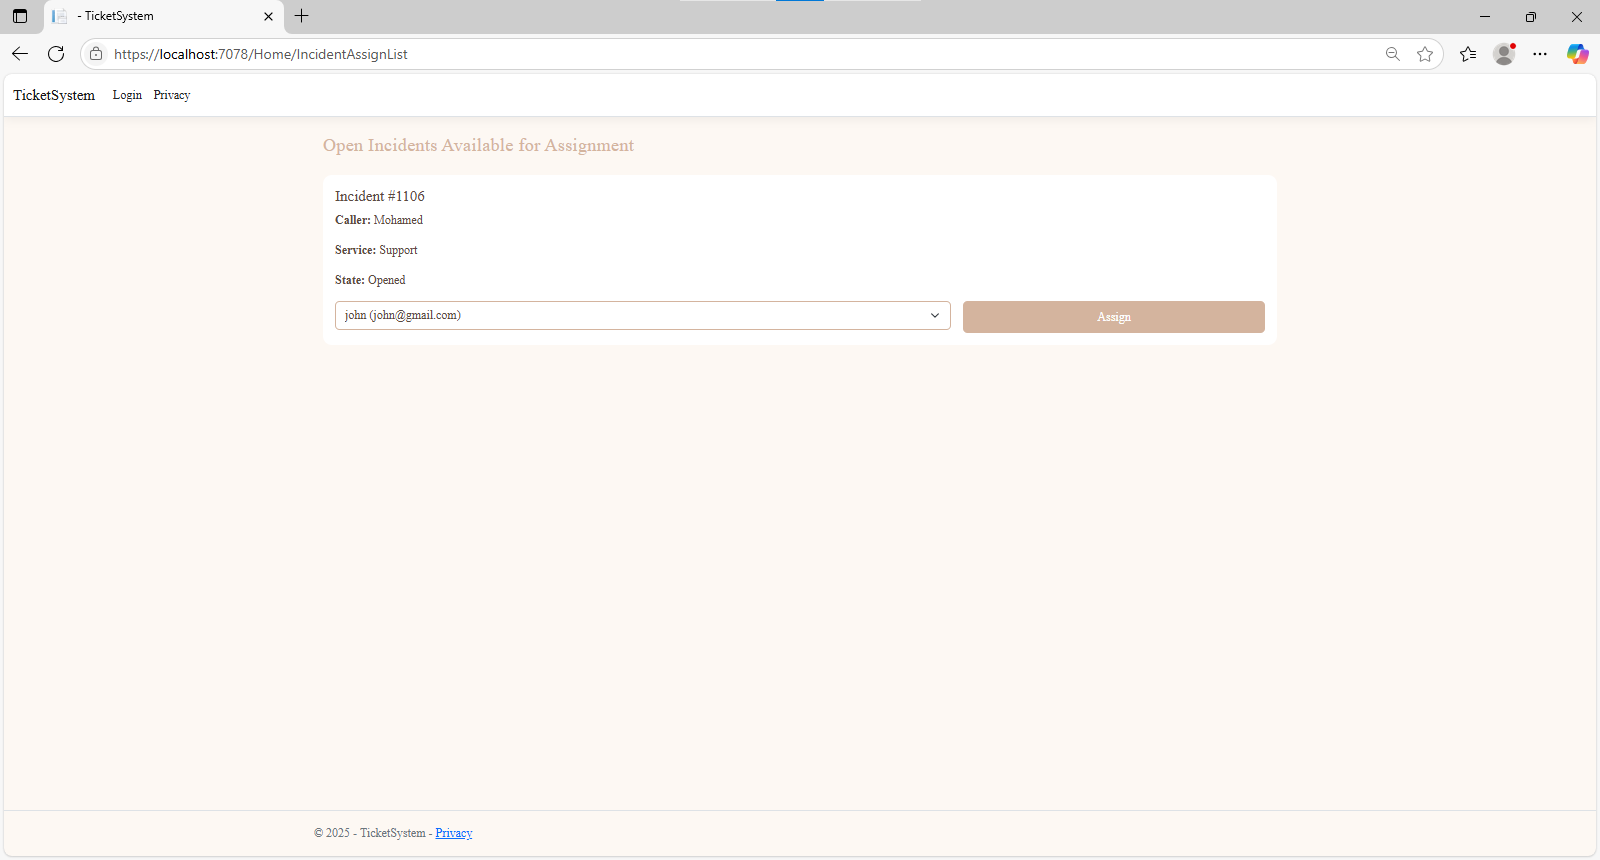 - TicketSystem
https://localhost:7078/Home/IncidentAssignList
TicketSystem Login Privacy
Open Incidents Available for Assignment
Incident #1106
Caller: Mohamed
Service: Support
State: Opened
john (john@gmail.com)
Assign
© 2025 - TicketSystem - Privacy